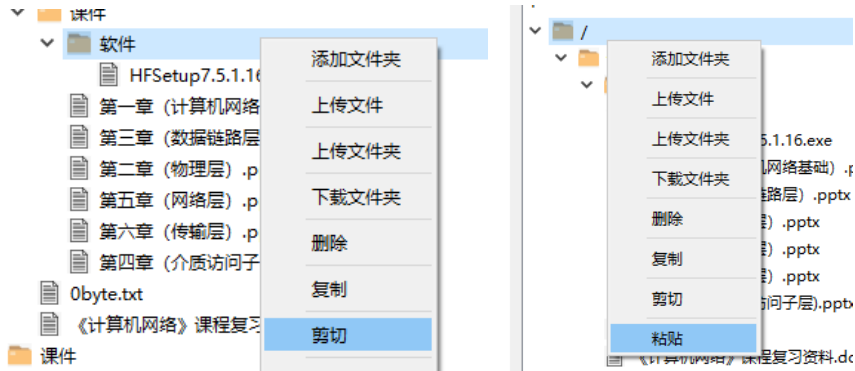 课件
软件
HFSetup7.5.1.16
第一章（计算机网络
第三章（数据链路层
第二章（物理层）.p
第五章（网络层）.p
第六章（传输层）.p
第四章（介质访问子
0byte.txt
《计算机网络》课程复习
课件
添加文件夹
上传文件
上传文件夹
下载文件夹
删除
复制
剪切
/
添加文件夹
上传文件
上传文件夹
下载文件夹
删除
复制
剪切
粘贴
5.1.16.exe
机网络基础）.p
链路层）.pptx
层）.pptx
层）.pptx
层）.pptx
访问子层).pptx
《计算机网络》课程复习资料.do